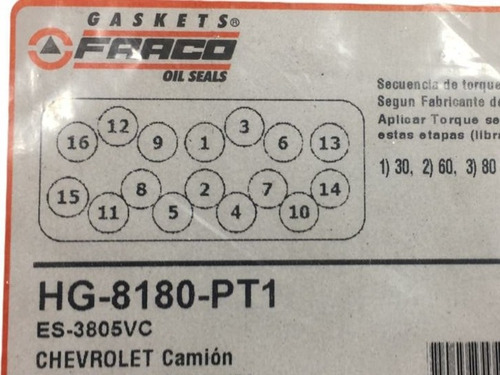 GASKETS®
FRACO
OIL SEALS
Secuencia de torque
Segun Fabricante de
Aplicar Torque se
estas etapas (libra
1) 30, 2) 60, 3) 80
16 12 9 1 3 6 13
15 11 8 5 2 4 7 10 14
HG-8180-PT1
ES-3805VC
CHEVROLET Camión